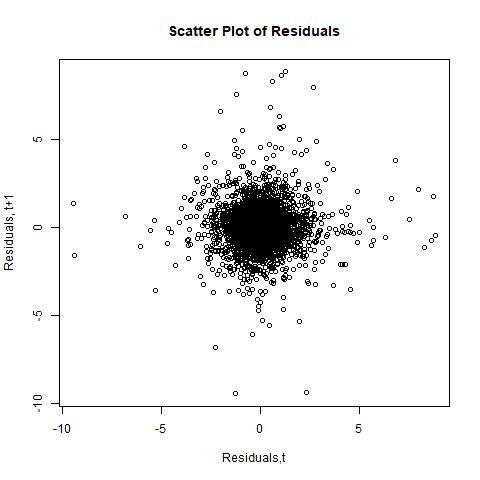 Scatter Plot of Residuals
Residuals, t+1
5
0
-5
-10
-10
-5
0
5
Residuals,t